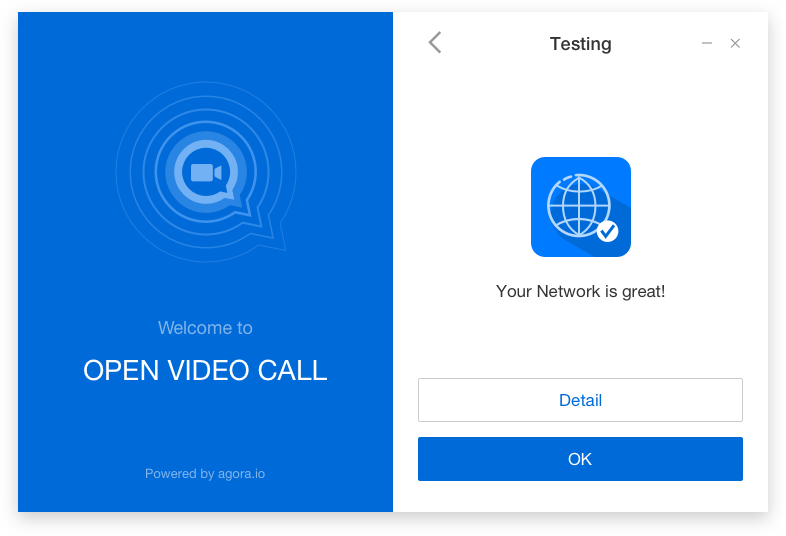 Welcome to
OPEN VIDEO CALL
Powered by agora.io
Testing
Your Network is great!
Detail
OK